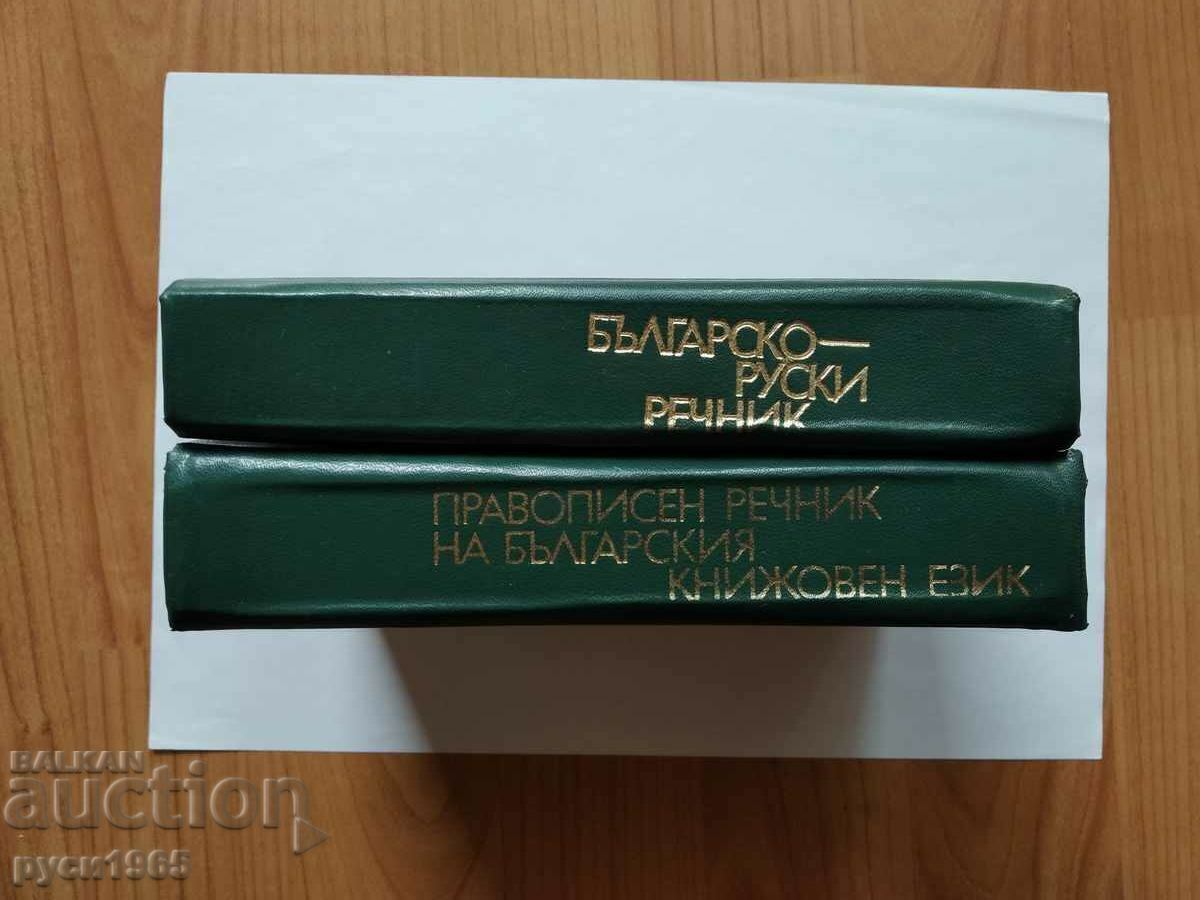 БЪЛГАРСКО—
РУСКИ
РЕЧНИК
ПРАВОПИСЕН РЕЧНИК
НА БЪЛГАРСКИЯ
КНИЖОВЕН ЕЗИК
BALKAN
auction
руси1965